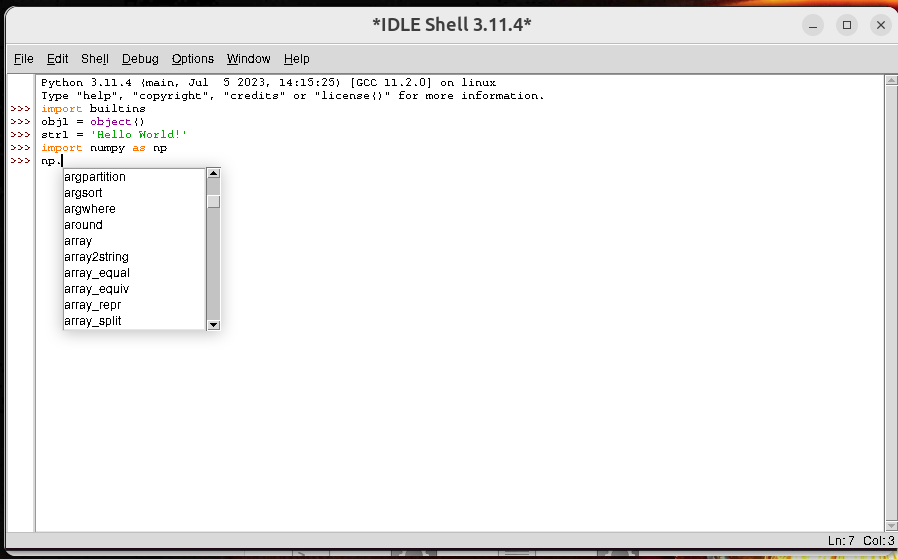 *IDLE Shell 3.11.4*
File Edit Shell Debug Options Window Help
Python 3.11.4 (main, Jul  5 2023, 14:15:25) [GCC 11.2.0] on linux
Type "help", "copyright", "credits" or "license()" for more information.
>>> import builtins
>>> obj1 = object()
>>> str1 = 'Hello World!'
>>> import numpy as np
>>> np.
argpartition
argsort
argwhere
around
array
array2string
array_equal
array_equiv
array_repr
array_split
Ln: 7 Col: 3